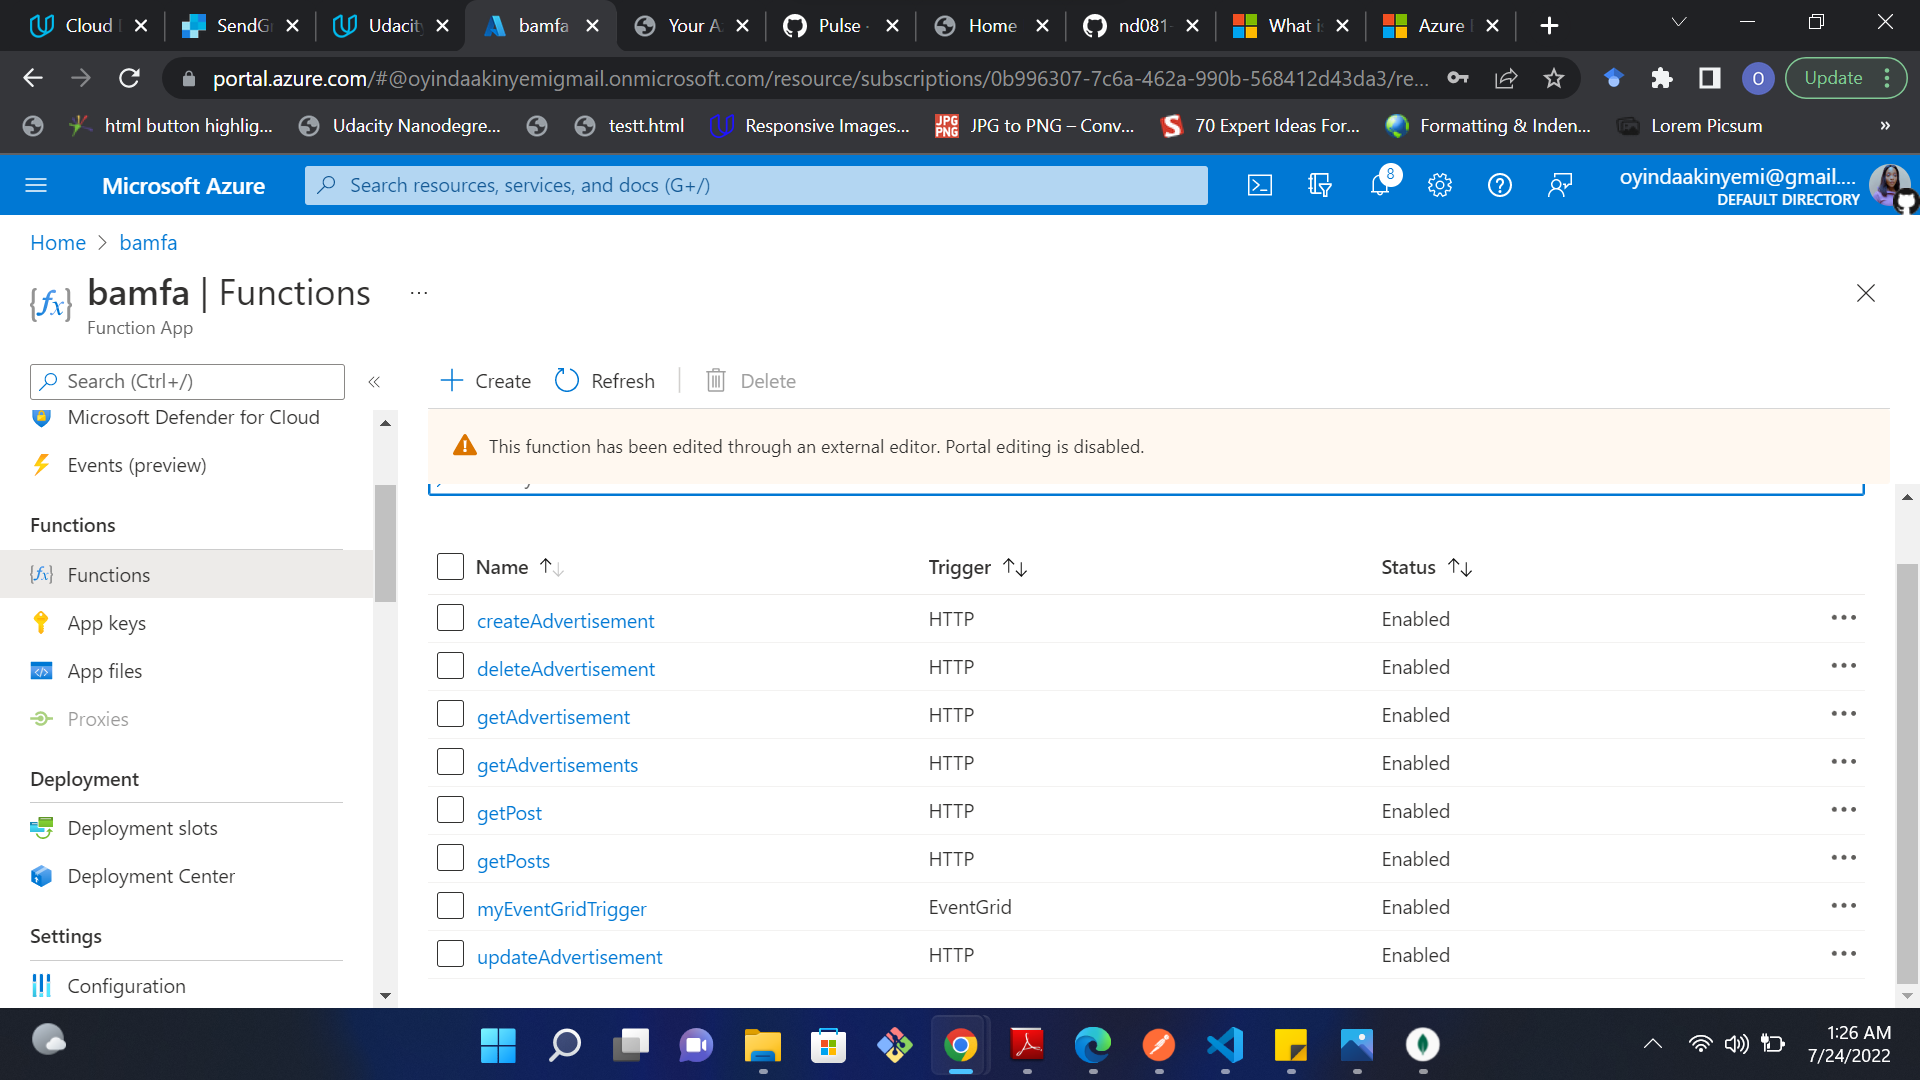 Cloud
SendGr
Udacity
bamfa
Your A
Pulse ·
Home
nd081-
What i
Azure
portal.azure.com/#@oyindaakinyemigmail.onmicrosoft.com/resource/subscriptions/0b996307-7c6a-462a-990b-568412d43da3/re...
O
Update
html button highlig...
Udacity Nanodegre...
testt.html
Responsive Images...
JPG PNG
JPG to PNG – Conv...
70 Expert Ideas For...
Formatting & Inden...
Lorem Picsum
»
Microsoft Azure
Search resources, services, and docs (G+/)
8
oyindaakinyemi@gmail....
DEFAULT DIRECTORY
Home > bamfa
bamfa | Functions ...
Function App
Search (Ctrl+/)
«
Create
Refresh
Delete
Microsoft Defender for Cloud
Events (preview)
Functions
Functions
App keys
App files
Proxies
Deployment
Deployment slots
Deployment Center
Settings
Configuration
This function has been edited through an external editor. Portal editing is disabled.
Name Trigger Status
createAdvertisement HTTP Enabled ...
deleteAdvertisement HTTP Enabled ...
getAdvertisement HTTP Enabled ...
getAdvertisements HTTP Enabled ...
getPost HTTP Enabled ...
getPosts HTTP Enabled ...
myEventGridTrigger EventGrid Enabled ...
updateAdvertisement HTTP Enabled ...
1:26 AM
7/24/2022